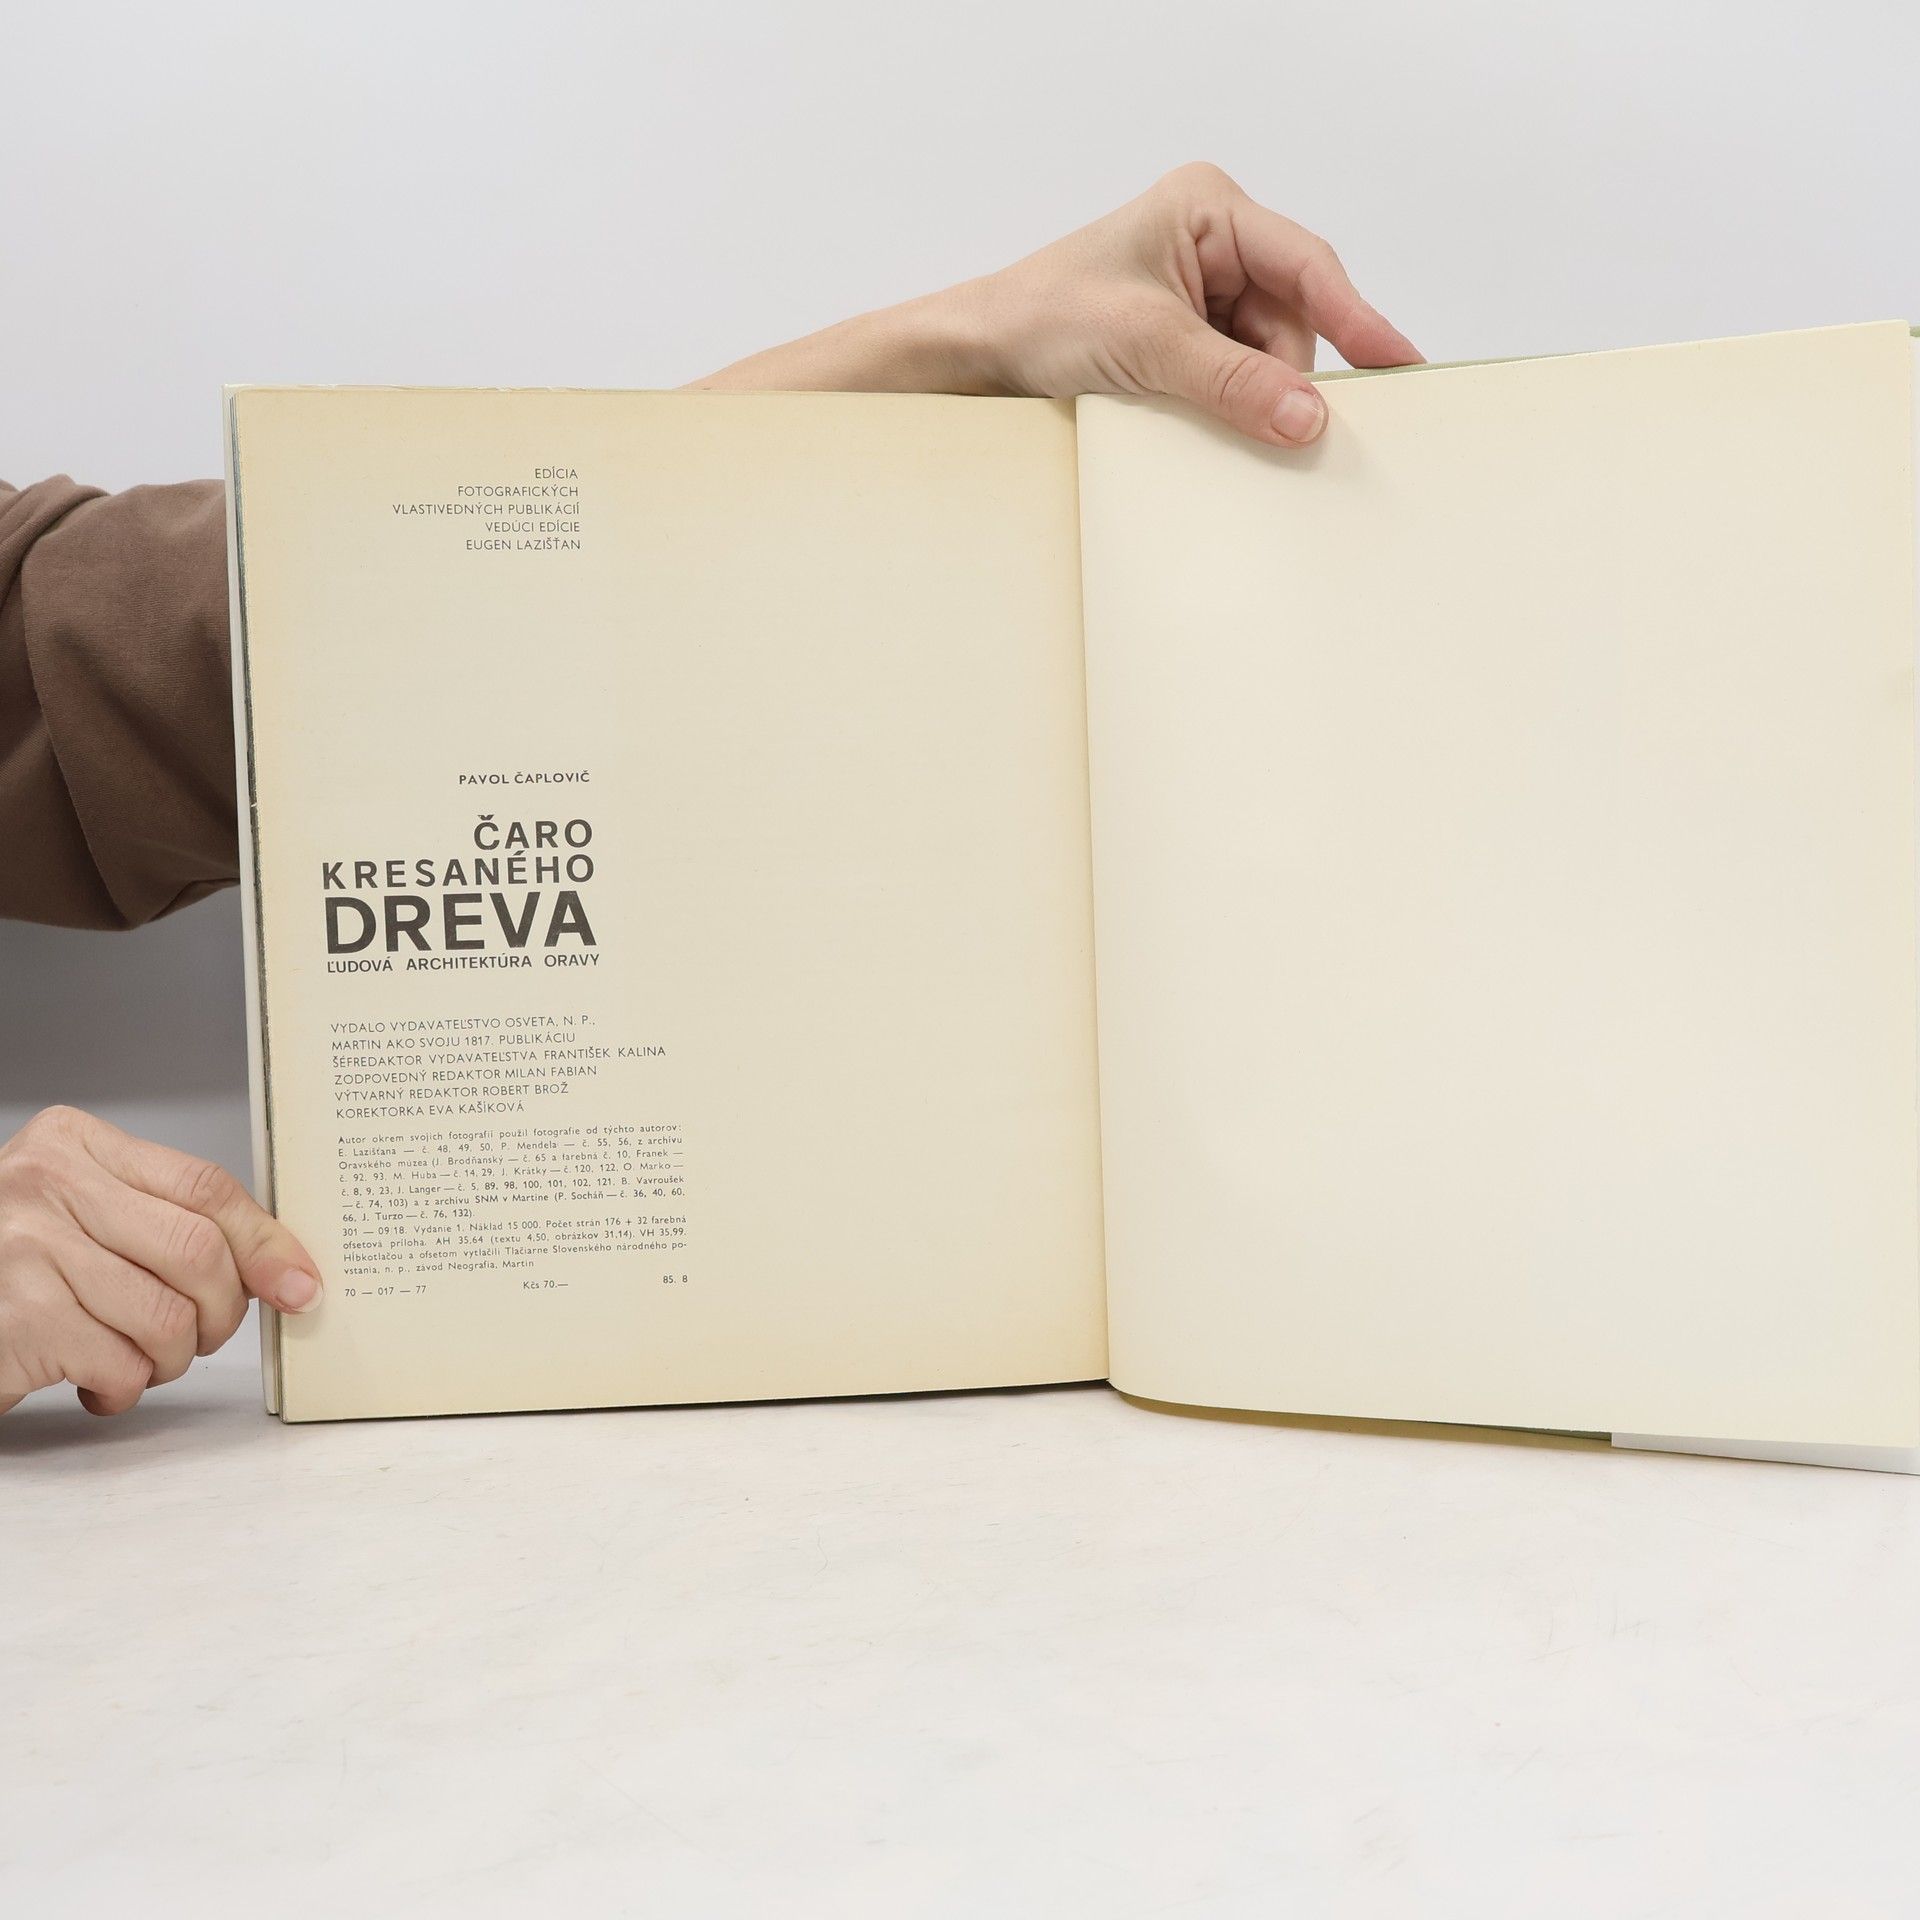 EDÍCIA
FOTOGRAFICKÝCH
VLASTIVEDNÝCH PUBLIKÁCIÍ
VEDÚCI EDÍCIE
EUGEN LAZIŠŤAN
PAVOL ČAPLOVIČ
ČARO
KRESANÉHO
DREVA
ĽUDOVÁ ARCHITEKTÚRA ORAVY
VYDALO VYDAVATEĽSTVO OSVETA, N. P.,
MARTIN AKO SVOJU 1817. PUBLIKÁCIU
ŠÉFREDAKTOR VYDAVATEĽSTVA FRANTIŠEK KALINA
ZODPOVEDNÝ REDAKTOR MILAN FABIAN
VÝTVARNÝ REDAKTOR ROBERT BROŽ
KOREKTORKA EVA KAŠÍKOVÁ
Autor okrem svojich fotografií použil fotografie od týchto autorov:
E. Lazišťana — č. 48, 49, 50, P. Mendela — č. 55, 56, z archívu
Oravského múzea (J. Brodňanský — č. 65 a farebná č. 10, Franek —
č. 92, 93, M. Huba — č. 14, 29, J. Krátky — č. 120, 122, O. Marko —
č. 8, 9, 23, J. Langer — č. 5, 89, 98, 100, 101, 102, 121, B. Vavroušek
— č. 74, 103) a z archívu SNM v Martine (P. Socháň — č. 36, 40, 60,
66, J. Turzo — č. 76, 132).
301 — 09 18. Vydanie 1. Náklad 15 000. Počet strán 176 + 32 farebná
ofsetová príloha. AH 35,64 (textu 4,50, obrázkov 31,14). VH 35,99.
Hĺbkotlačou a ofsetom vytlačili Tlačiarne Slovenského národného po-
vstania, n. p., závod Neografia, Martin
70 — 017 — 77 Kčs 70.— 85. 8